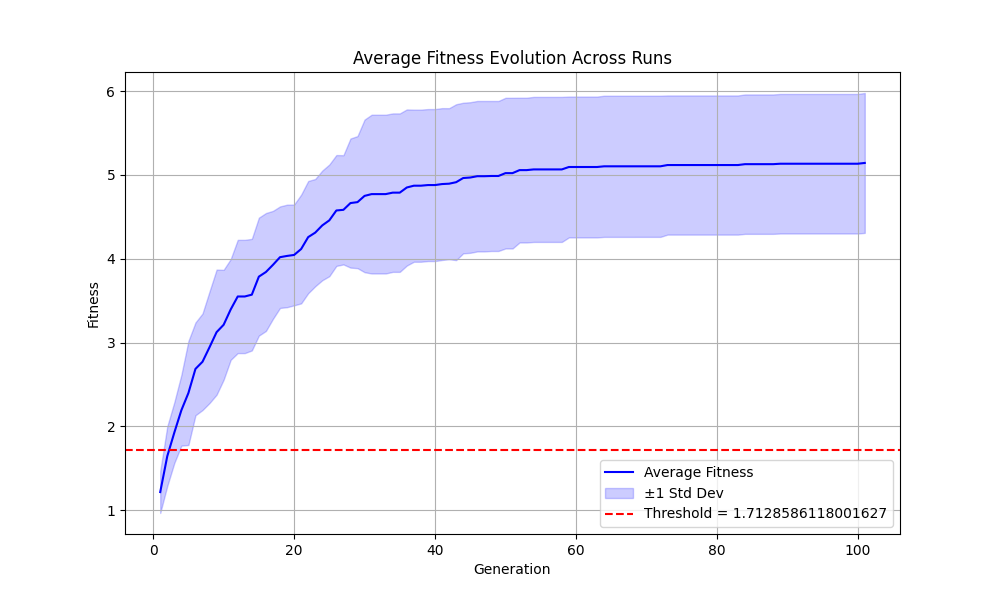 Average Fitness Evolution Across Runs
Fitness
6
5
4
3
2
1
0
20
40
60
80
100
Generation
Average Fitness
±1 Std Dev
Threshold = 1.7128586118001627